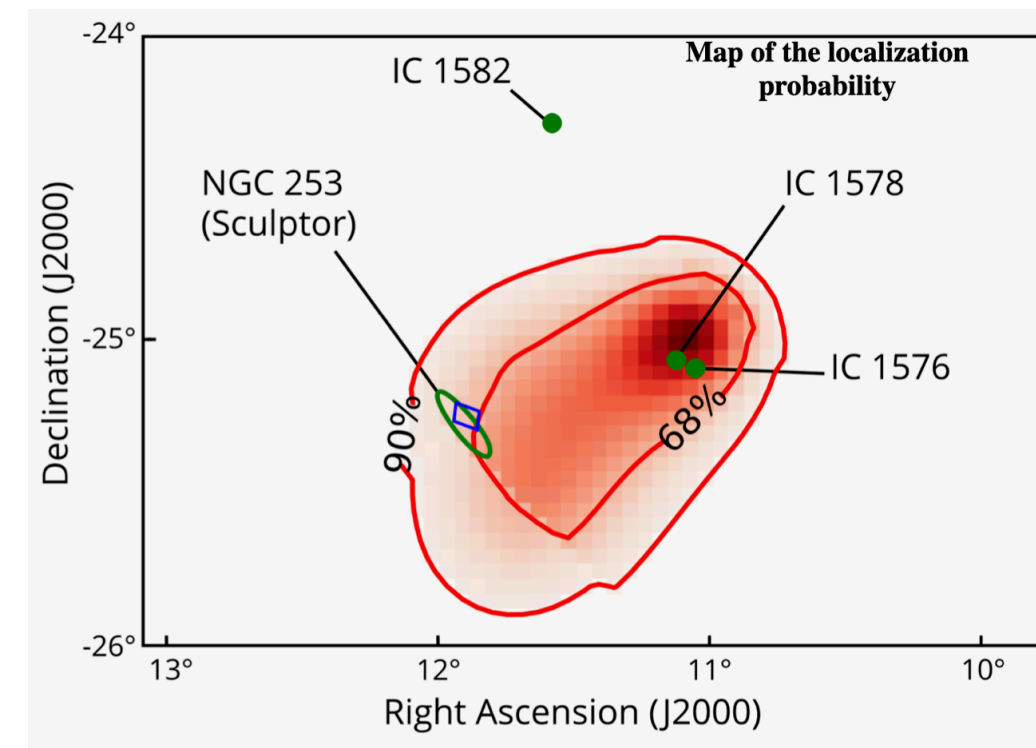 Map of the localization
probability
IC 1582
NGC 253
(Sculptor)
IC 1578
IC 1576
90%
68%
Declination (J2000)
-24°
-25°
-26°
13°
12°
11°
10°
Right Ascension (J2000)